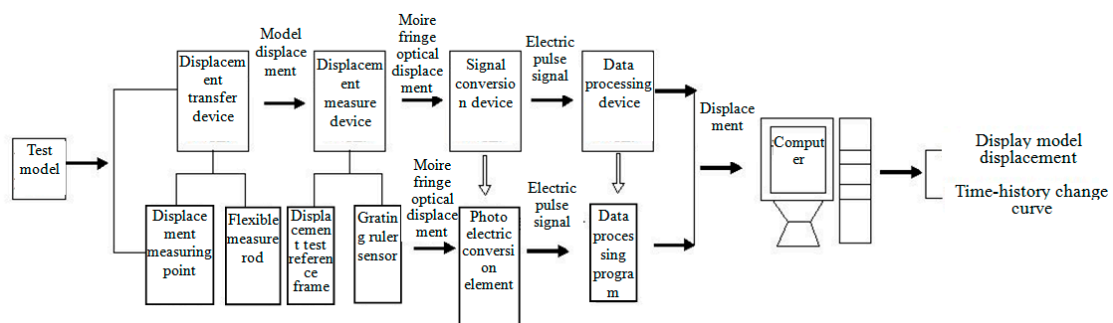 Displacem
ent
transfer
device
Model
displace
ment
Displacem
ent
measure
device
Moire
fringe
optical
displace
ment
Signal
conversio
n device
Electric
pulse
signal
Data
processing
device
Displace
ment
Test
model
:Comput
er
Display model
displacement
Time-history change
curve
Displace
ment
measuring
point
Flexible
measure
rod
Displ
acemen
t test
referen
ce
frame
Gratin
g ruler
sensor
Moire
fringe
optical
displace
ment
Photo
electric
conversi
on
element
Electric
pulse
signal
Data
proces
sing
progra
m